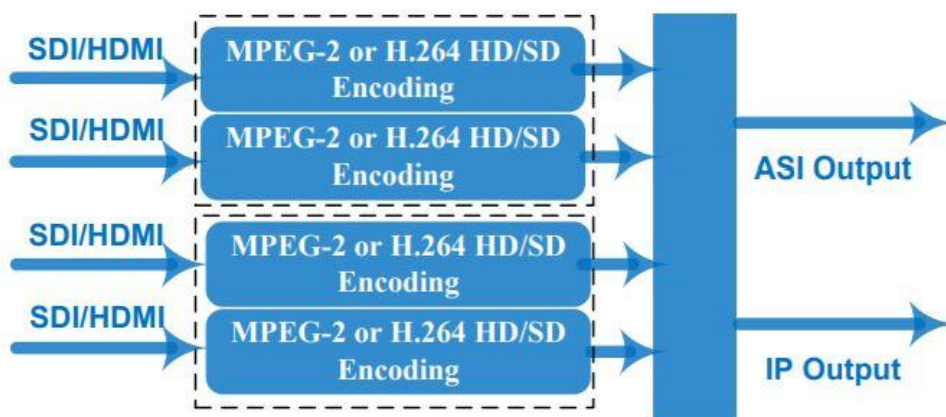 SDI/HDMI
MPEG-2 or H.264 HD/SD
Encoding
SDI/HDMI
MPEG-2 or H.264 HD/SD
Encoding
ASI Output
SDI/HDMI
MPEG-2 or H.264 HD/SD
Encoding
SDI/HDMI
MPEG-2 or H.264 HD/SD
Encoding
IP Output